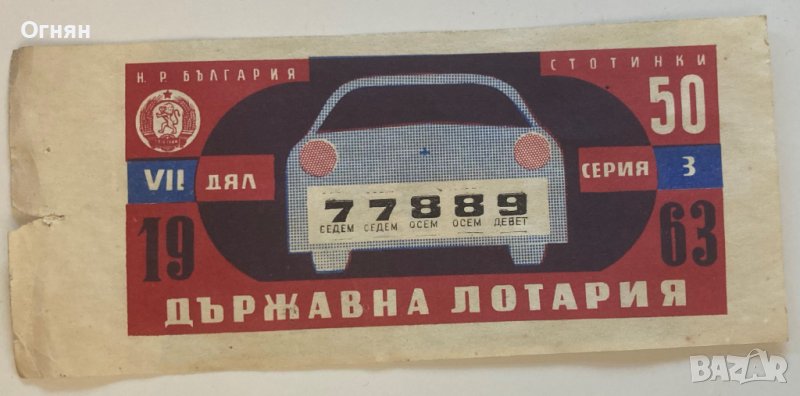 Огнян
Н. Р. БЪЛГАРИЯ
СТОТИНКИ
50
VII ДЯЛ
СЕРИЯ 3
77889
СЕДЕМ СЕДЕМ ОСЕМ ОСЕМ ДЕВЕТ
19 63
ДЪРЖАВНА ЛОТАРИЯ
BAZAR